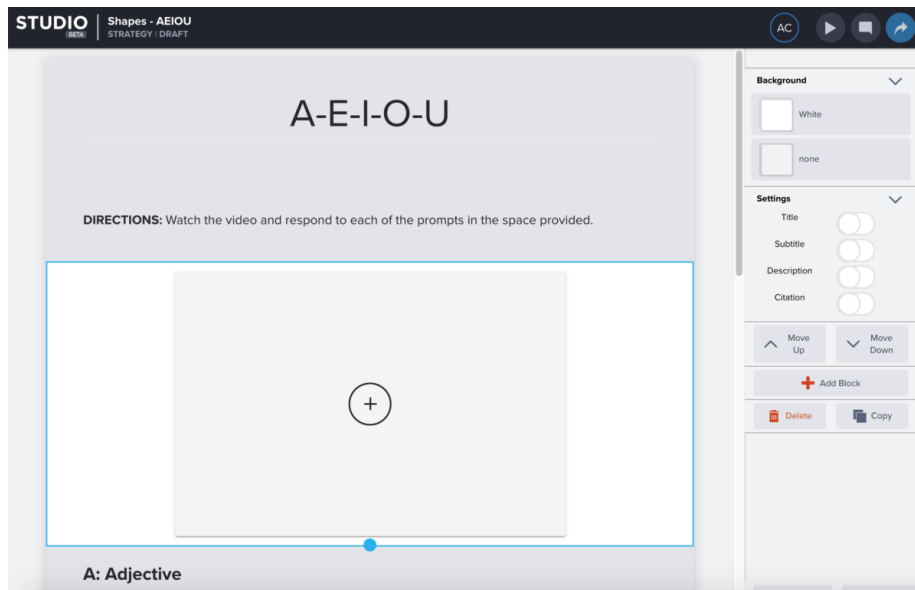 STUDIO
BETA
Shapes - AEIOU
STRATEGY | DRAFT
AC
A-E-I-O-U
DIRECTIONS: Watch the video and respond to each of the prompts in the space provided.
A: Adjective
Background
White
none
Settings
Title
Subtitle
Description
Citation
Move
Up
Move
Down
Add Block
Delete
Copy